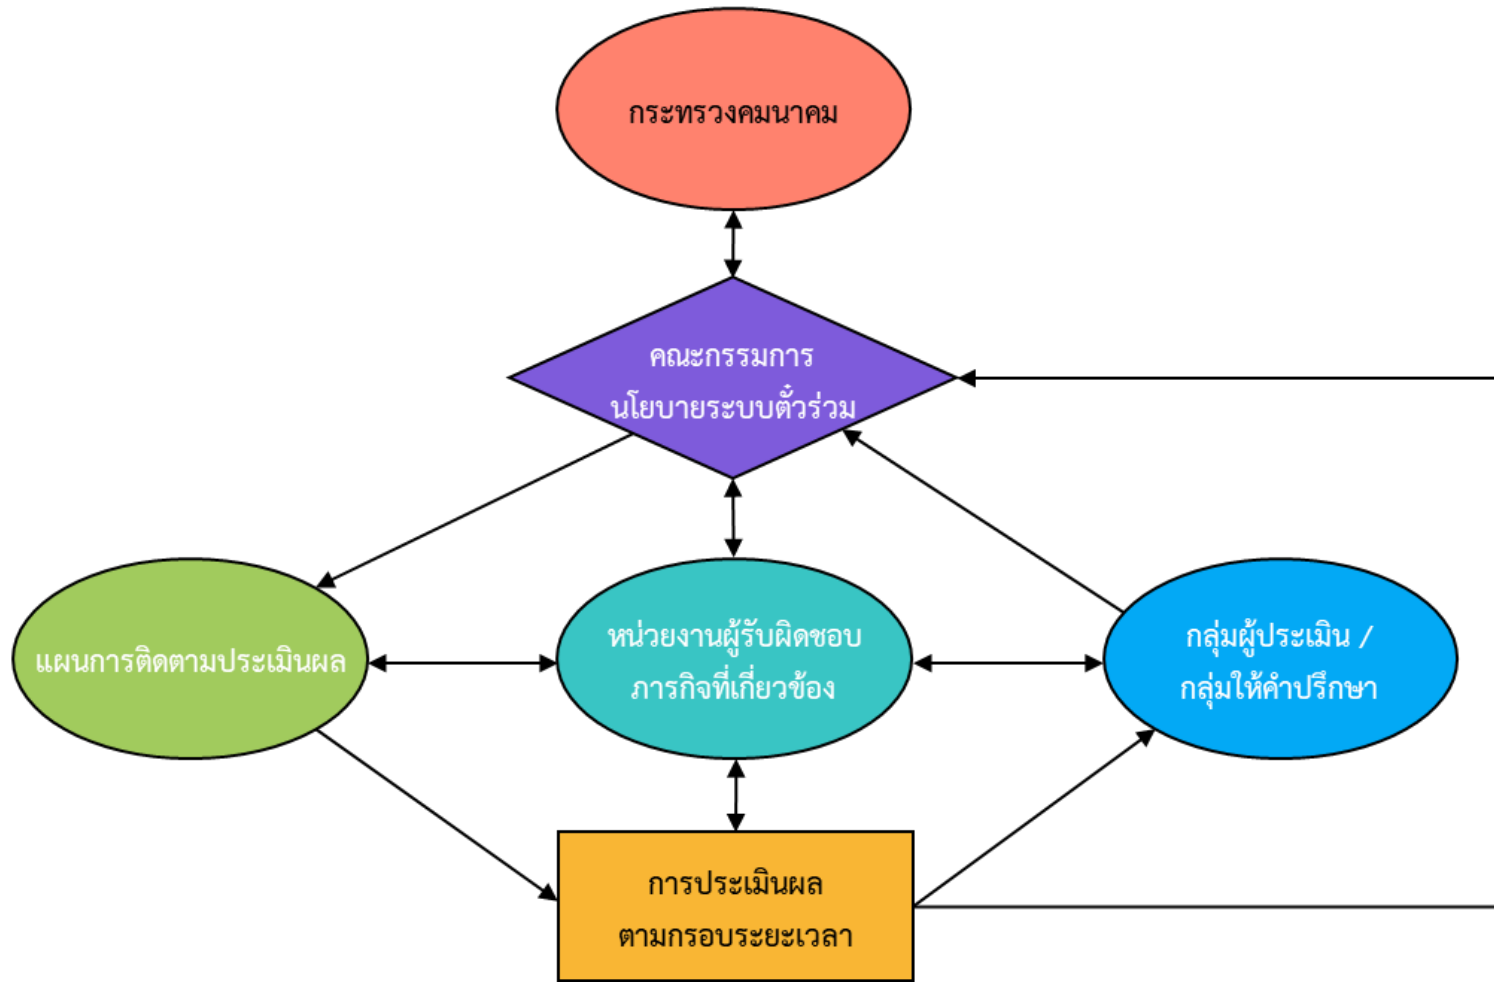 กระทรวงคมนาคม
คณะกรรมการ
นโยบายระบบตั๋วร่วม
แผนการติดตามประเมินผล
หน่วยงานผู้รับผิดชอบ
ภารกิจที่เกี่ยวข้อง
กลุ่มผู้ประเมิน /
กลุ่มให้คำปรึกษา
การประเมินผล
ตามกรอบระยะเวลา